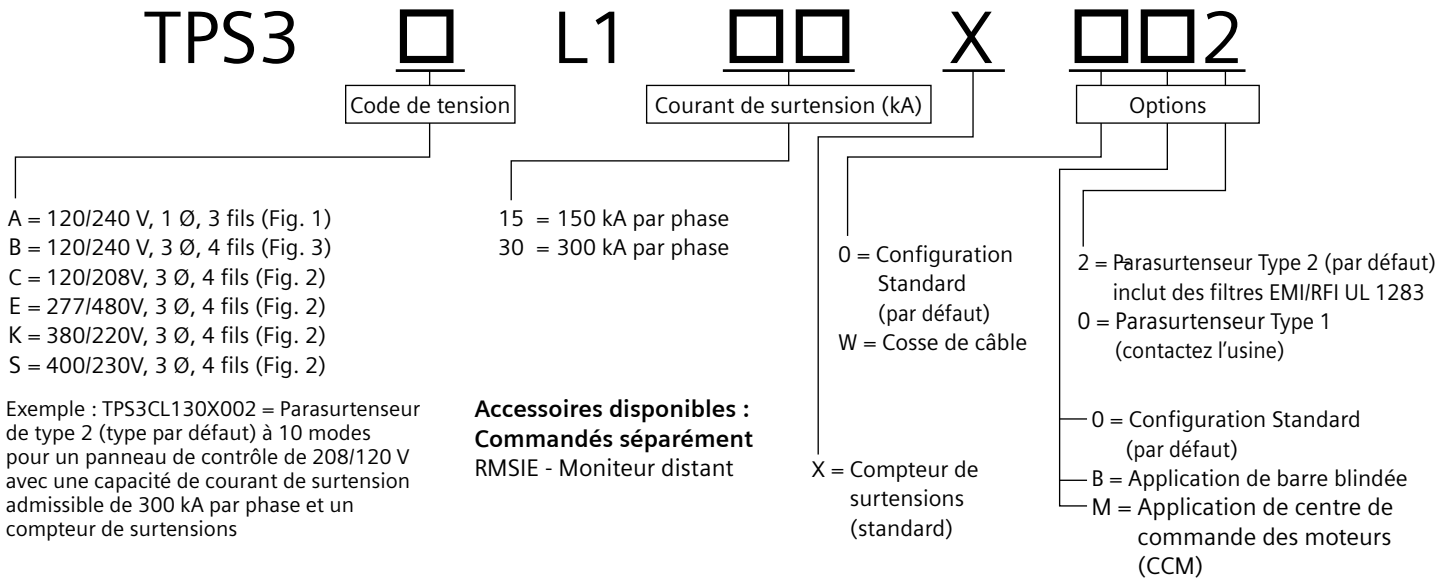 TPS3 □ L1 □□ X □□2
Code de tension
Courant de surtension (kA)
Options
A = 120/240 V, 1 Ø, 3 fils (Fig. 1)
B = 120/240 V, 3 Ø, 4 fils (Fig. 3)
C = 120/208V, 3 Ø, 4 fils (Fig. 2)
E = 277/480V, 3 Ø, 4 fils (Fig. 2)
K = 380/220V, 3 Ø, 4 fils (Fig. 2)
S = 400/230V, 3 Ø, 4 fils (Fig. 2)
Exemple : TPS3CL130X002 = Parasurtenseur
de type 2 (type par défaut) à 10 modes
pour un panneau de contrôle de 208/120 V
avec une capacité de courant de surtension
admissible de 300 kA par phase et un
compteur de surtensions
15 = 150 kA par phase
30 = 300 kA par phase
Accessoires disponibles :
Commandés séparément
RMSIE - Moniteur distant
X = Compteur de
surtensions
(standard)
0 = Configuration
Standard
(par défaut)
W = Cosse de câble
2 = Parasurtenseur Type 2 (par défaut)
inclut des filtres EMI/RFI UL 1283
0 = Parasurtenseur Type 1
(contactez l'usine)
0 = Configuration Standard
(par défaut)
B = Application de barre blindée
M = Application de centre de
commande des moteurs
(CCM)